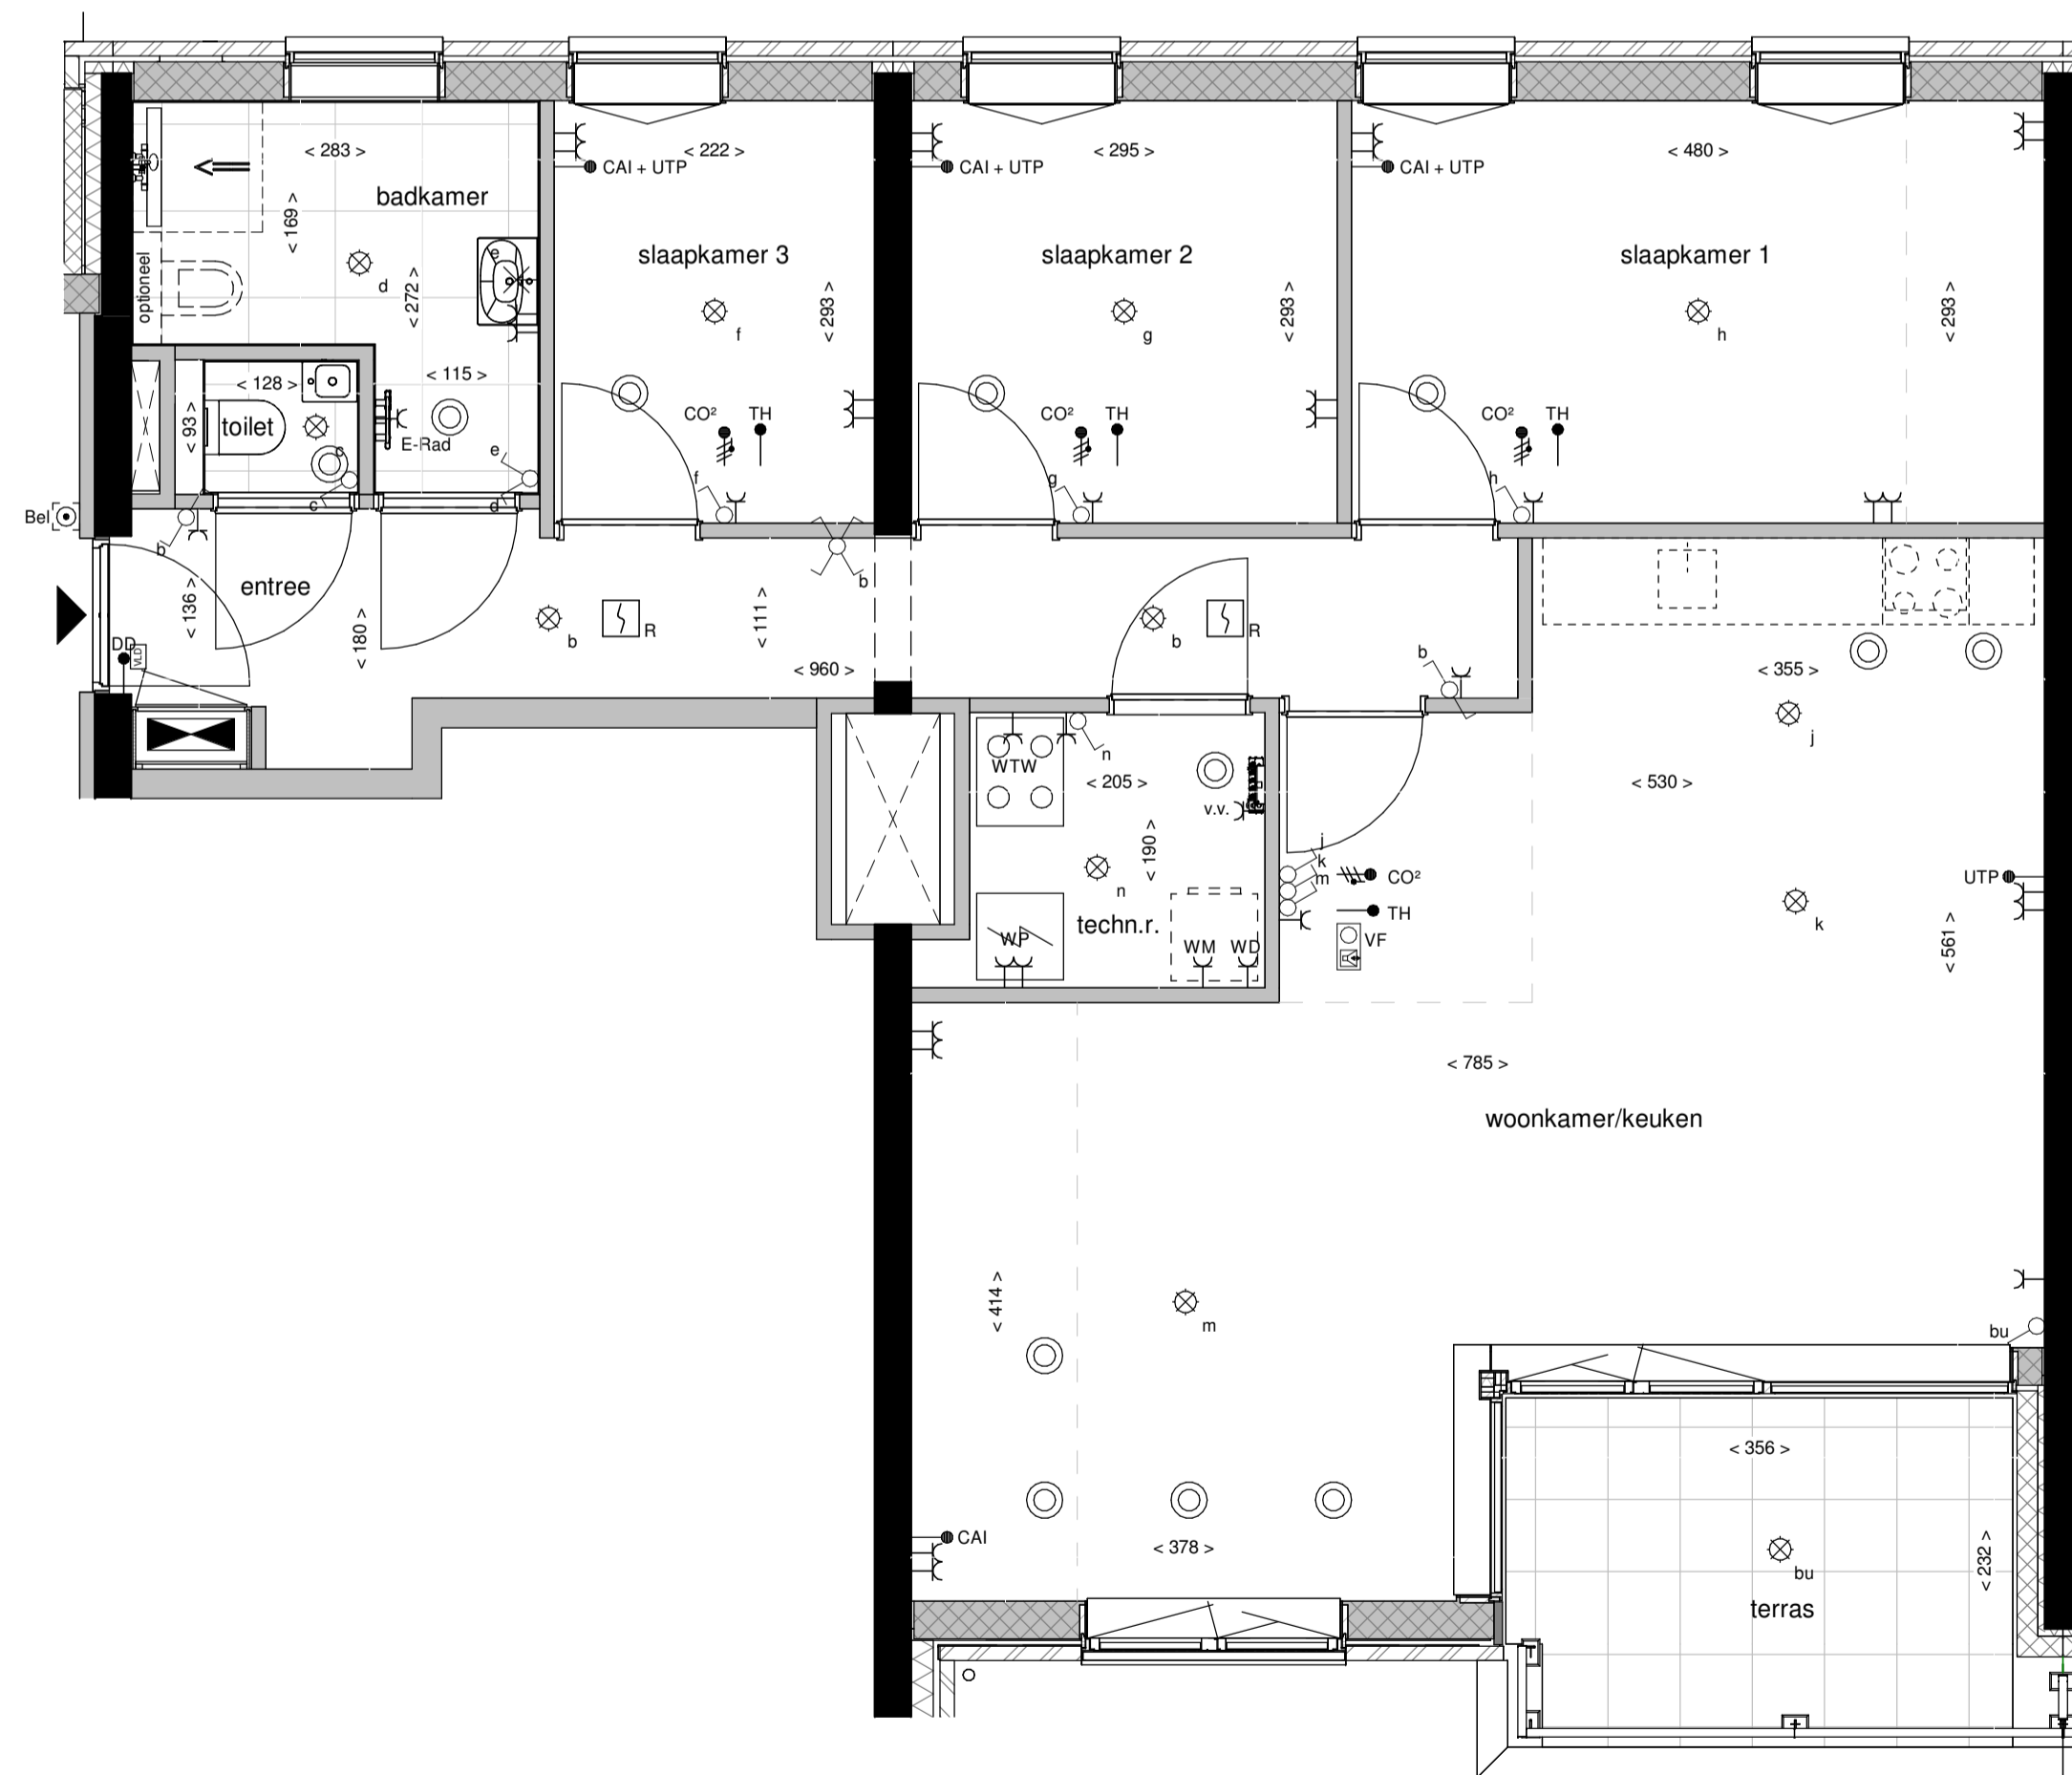 < 283 >
< 222 >
< 295 >
< 480 >
CAI + UTP
CAI + UTP
CAI + UTP
badkamer
< 169 >
slaapkamer 3
slaapkamer 2
slaapkamer 1
e
optioneel
d
< 272 >
< 293 >
< 293 >
< 293 >
f
g
h
< 128 >
< 115 >
CO²
TH
CO²
TH
CO²
TH
< 93 >
toilet
E-Rad
c
e
f
g
h
c
d
Bel
b
entree
< 136 >
< 180 >
b
R
< 111 >
b
b
R
DD
VLD
< 960 >
b
< 355 >
j
n
WTW
< 205 >
< 530 >
v.v.
j
k
m
CO²
UTP
< 190 >
n
TH
k
techn.r.
WP
WM
WD
VF
< 561 >
< 785 >
woonkamer/keuken
< 414 >
m
bu
< 356 >
CAI
< 378 >
bu
< 232 >
terras